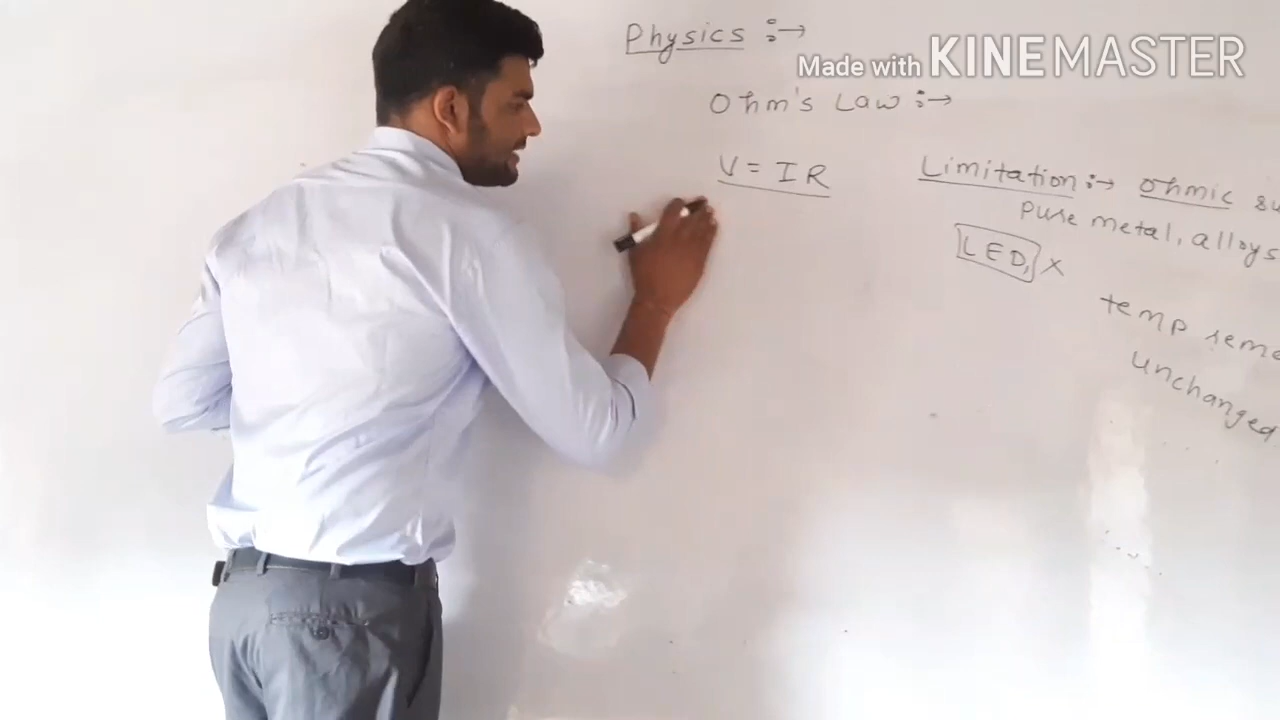 Physics :→
Made with KINEMASTER
Ohm's Law :→
V = IR
Limitation :→ ohmic
pure metal, alloys
LED, X
temp
unchanged